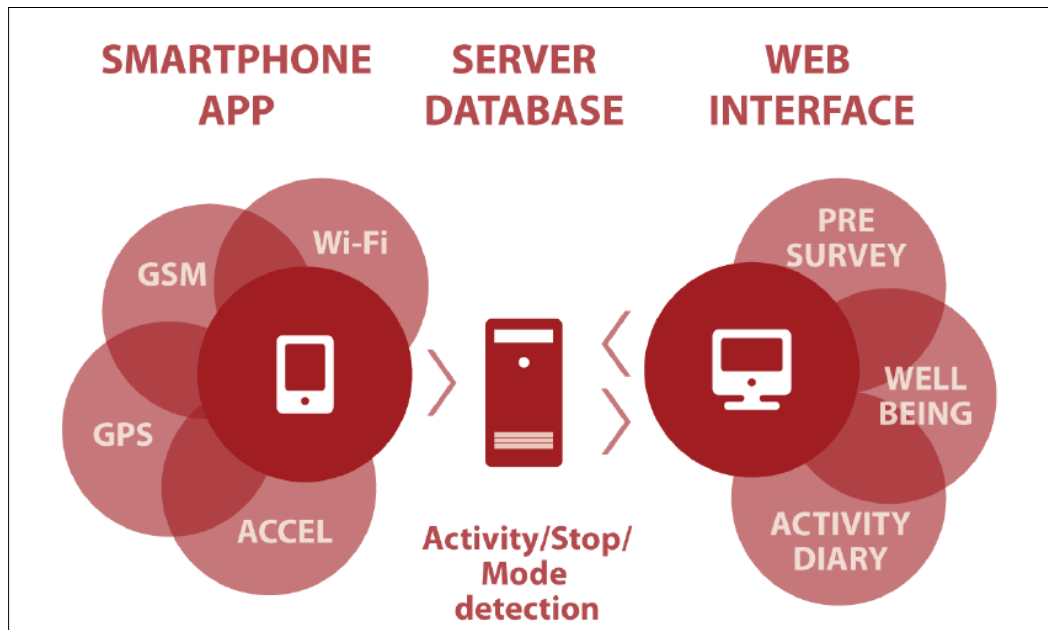 SMARTPHONE
APP
SERVER
DATABASE
WEB
INTERFACE
Wi-Fi
GSM
GPS
ACCEL
Activity/Stop/
Mode
detection
PRE
SURVEY
WELL
BEING
ACTIVITY
DIARY